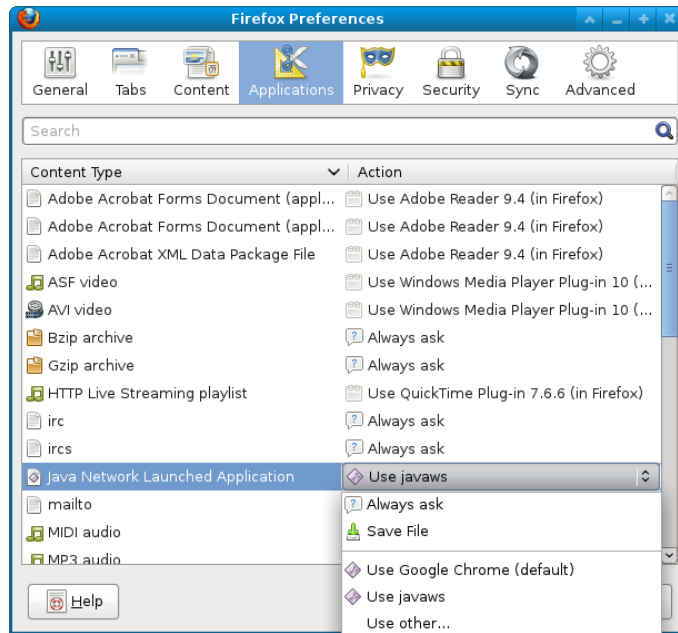 Firefox Preferences
General Tabs Content Applications Privacy Security Sync Advanced
Search
Content Type Action
Adobe Acrobat Forms Document (appl... Use Adobe Reader 9.4 (in Firefox)
Adobe Acrobat Forms Document (appl... Use Adobe Reader 9.4 (in Firefox)
Adobe Acrobat XML Data Package File Use Adobe Reader 9.4 (in Firefox)
ASF video Use Windows Media Player Plug-in 10 (...
AVI video Use Windows Media Player Plug-in 10 (...
Bzip archive Always ask
Gzip archive Always ask
HTTP Live Streaming playlist Use QuickTime Plug-in 7.6.6 (in Firefox)
irc Always ask
ircs Always ask
Java Network Launched Application Use javaws
mailto Always ask
MIDI audio Save File
MP3 audio
Use Google Chrome (default)
Help Use javaws
Use other...